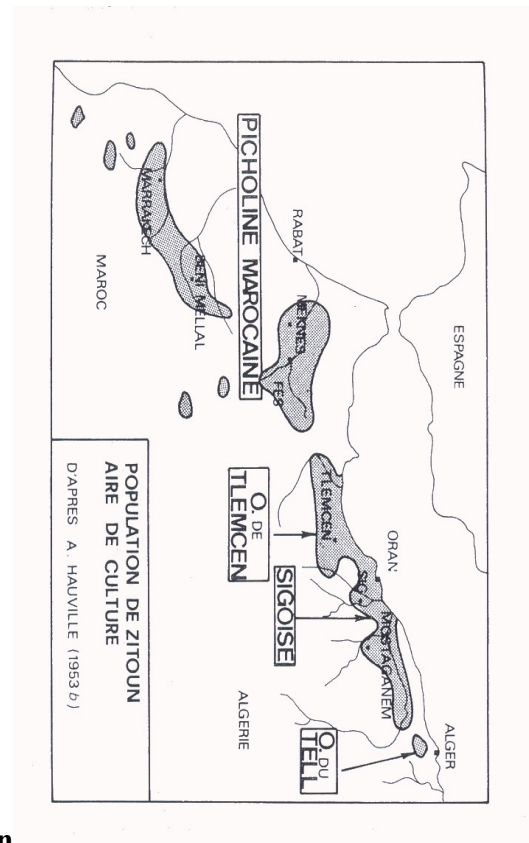 ESPAGNE
RABAT
MEKNES
FES
PICHOLINE MAROCAINE
MARRAKECH
BENI MELLAL
MAROC
ORAN
TLEMCEN
SIG
MOSTAGANEM
ALGER
O. DE
TLEMCEN
SIGOISE
O. DU
TELL
ALGERIE
POPULATION DE ZITOUN
AIRE DE CULTURE
D'APRES A. HAUVILLE (1953 b)
n